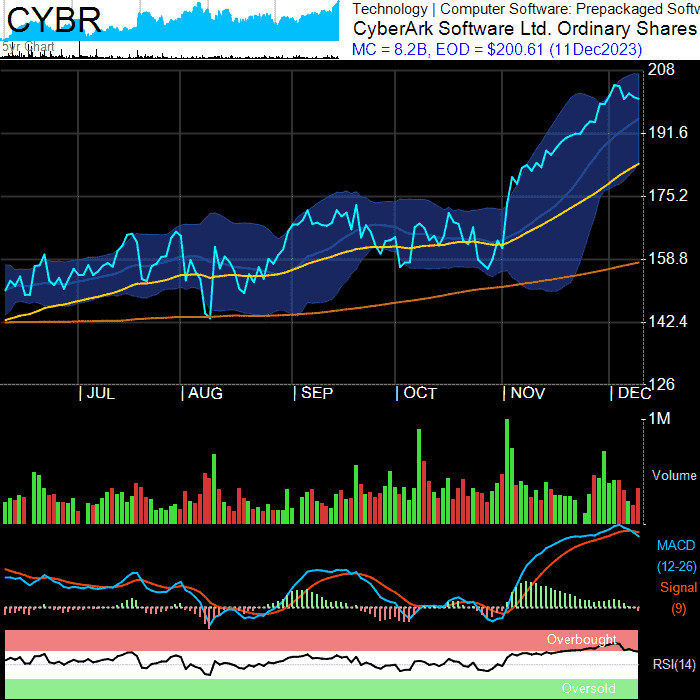 CYBR
5yr Chart
Technology | Computer Software: Prepackaged Softw
CyberArk Software Ltd. Ordinary Shares
MC = 8.2B, EOD = $200.61 (11Dec2023)
208
191.6
175.2
158.8
142.4
126
JUL
AUG
SEP
OCT
NOV
DEC
1M
Volume
MACD
(12-26)
Signal
(9)
Overbought
RSI(14)
Oversold